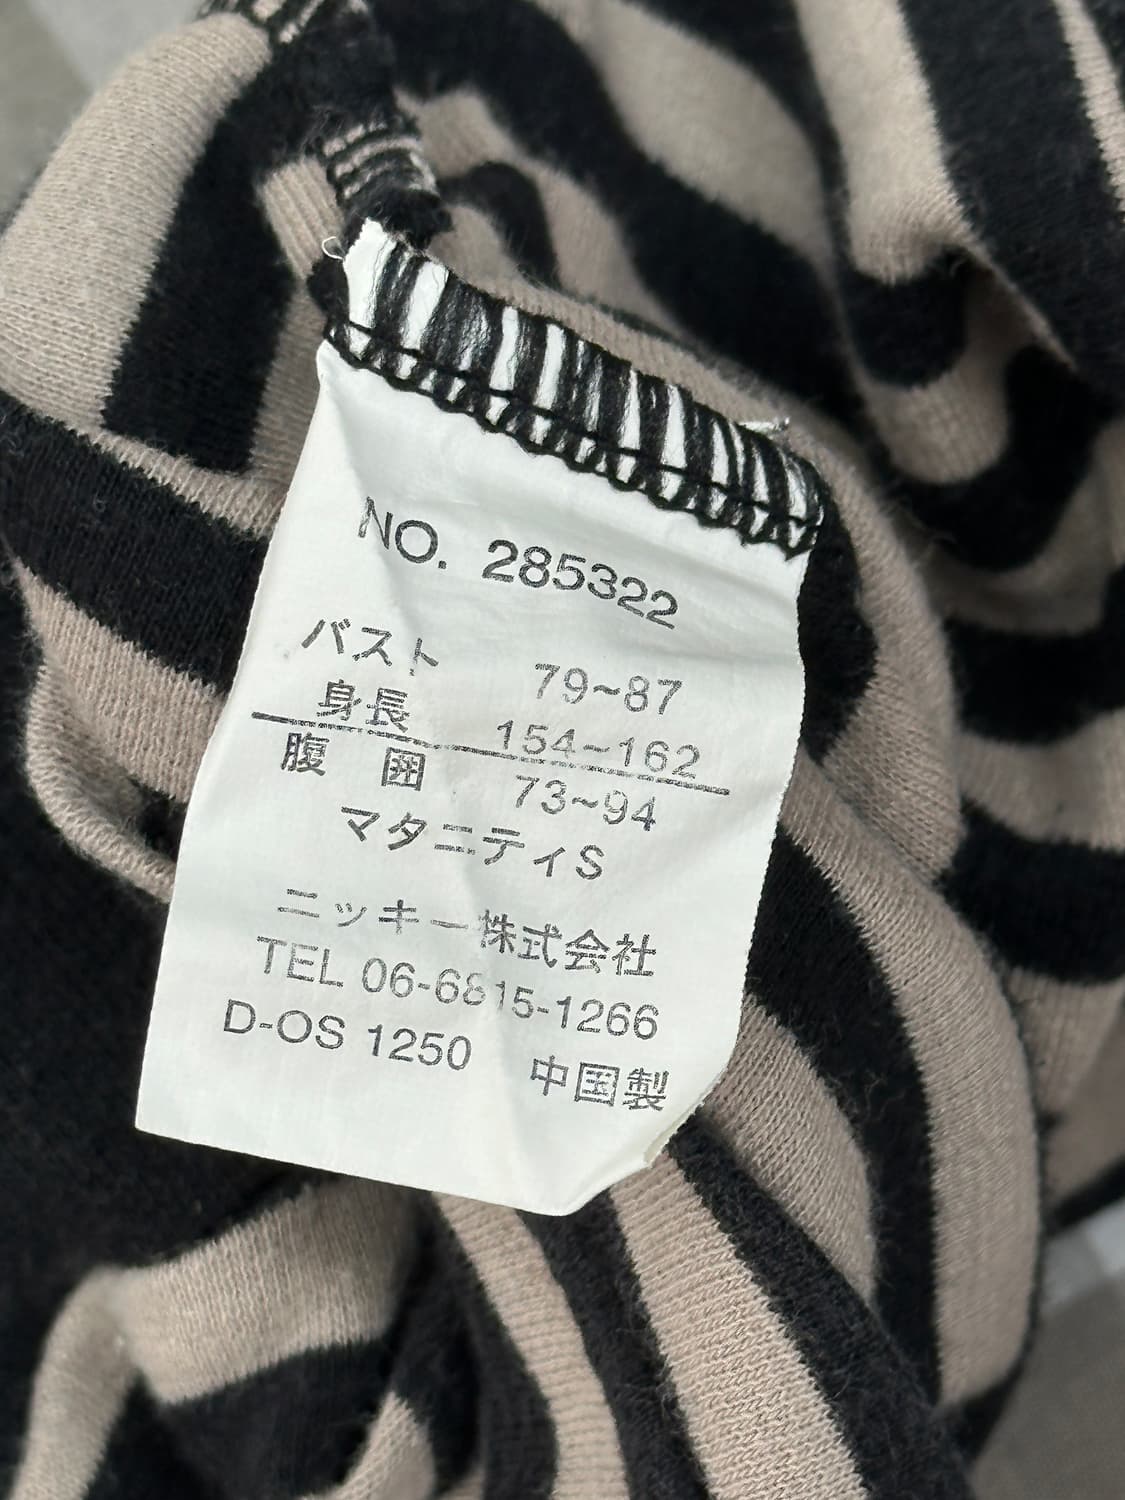 NO. 285322
バスト 79~87
身長 154~162
腹囲 73~94
マタニティS
ニッキー株式会社
TEL 06-6815-1266
D-OS 1250 中国製